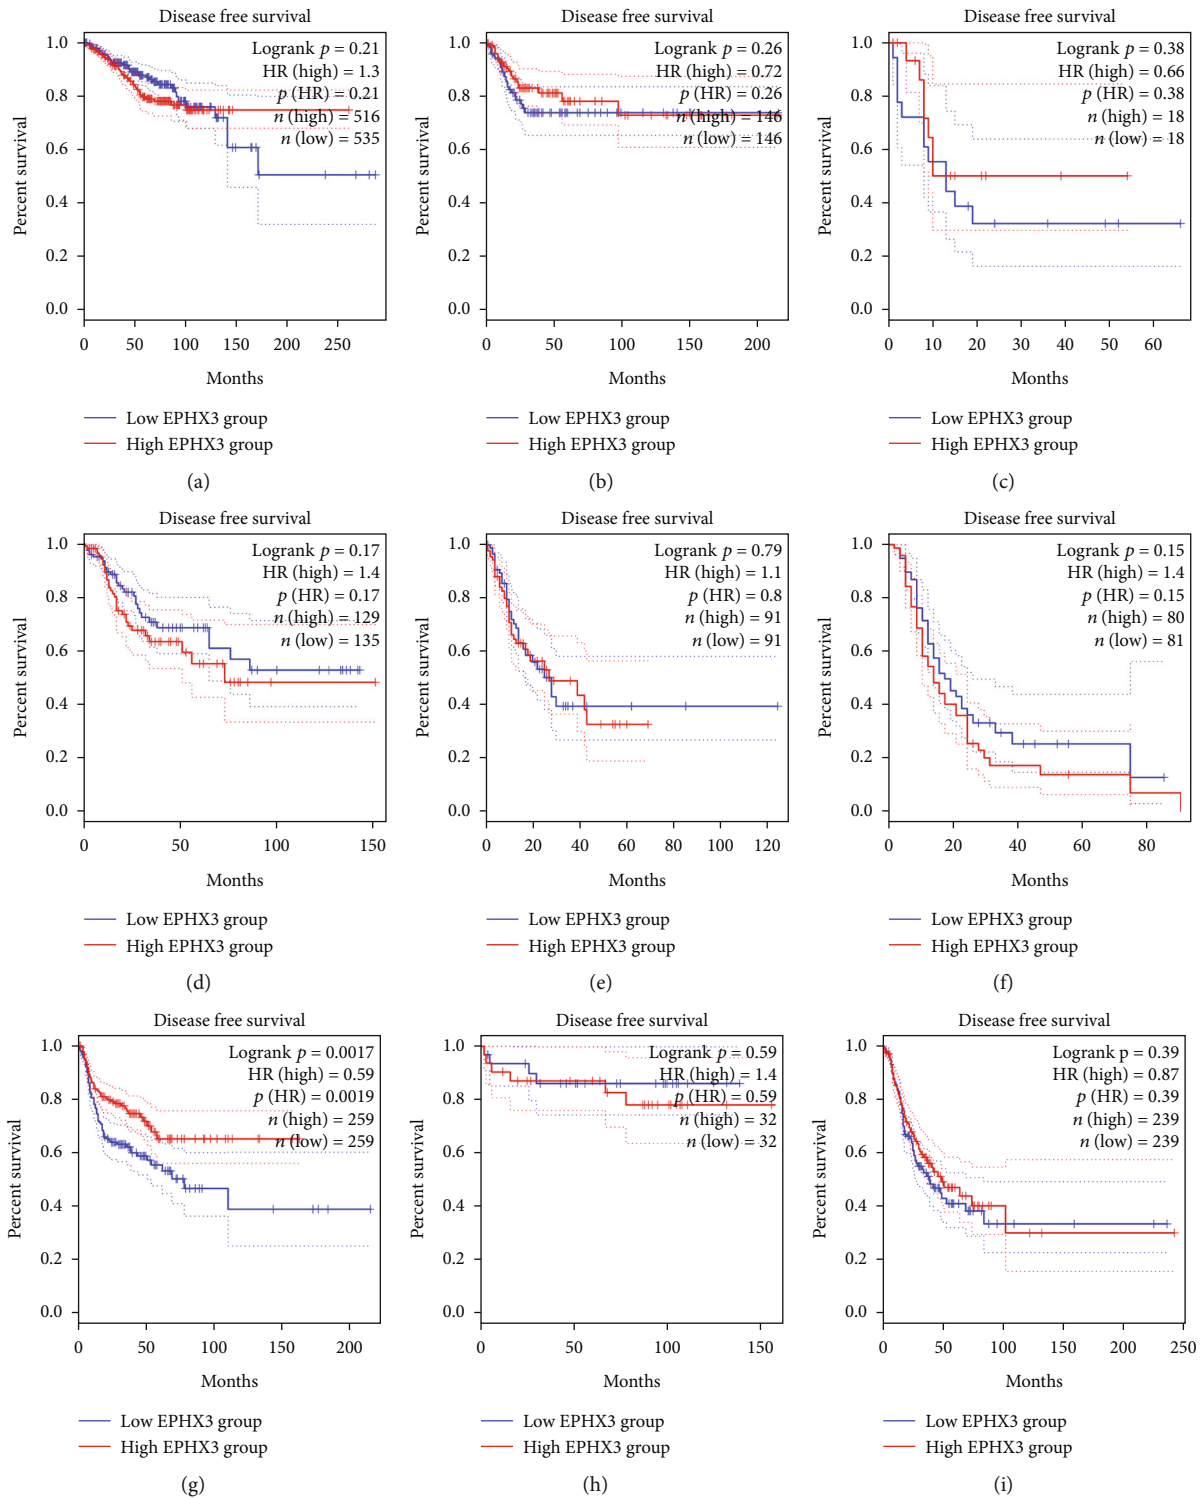 Disease free survival
Logrank p = 0.21
HR (high) = 1.3
p (HR) = 0.21
n (high) = 516
n (low) = 535
Percent survival
1.0
0.8
0.6
0.4
0.2
0.0
0 50 100 150 200 250
Months
Low EPHX3 group
High EPHX3 group
(a)
Disease free survival
Logrank p = 0.26
HR (high) = 0.72
p (HR) = 0.26
n (high) = 146
n (low) = 146
Percent survival
1.0
0.8
0.6
0.4
0.2
0.0
0 50 100 150 200
Months
Low EPHX3 group
High EPHX3 group
(b)
Disease free survival
Logrank p = 0.38
HR (high) = 0.66
p (HR) = 0.38
n (high) = 18
n (low) = 18
Percent survival
1.0
0.8
0.6
0.4
0.2
0.0
0 10 20 30 40 50 60
Months
Low EPHX3 group
High EPHX3 group
(c)
Disease free survival
Logrank p = 0.17
HR (high) = 1.4
p (HR) = 0.17
n (high) = 129
n (low) = 135
Percent survival
1.0
0.8
0.6
0.4
0.2
0.0
0 50 100 150
Months
Low EPHX3 group
High EPHX3 group
(d)
Disease free survival
Logrank p = 0.79
HR (high) = 1.1
p (HR) = 0.8
n (high) = 91
n (low) = 91
Percent survival
1.0
0.8
0.6
0.4
0.2
0.0
0 20 40 60 80 100 120
Months
Low EPHX3 group
High EPHX3 group
(e)
Disease free survival
Logrank p = 0.15
HR (high) = 1.4
p (HR) = 0.15
n (high) = 80
n (low) = 81
Percent survival
1.0
0.8
0.6
0.4
0.2
0.0
0 20 40 60 80
Months
Low EPHX3 group
High EPHX3 group
(f)
Disease free survival
Logrank p = 0.0017
HR (high) = 0.59
p (HR) = 0.0019
n (high) = 259
n (low) = 259
Percent survival
1.0
0.8
0.6
0.4
0.2
0.0
0 50 100 150 200
Months
Low EPHX3 group
High EPHX3 group
(g)
Disease free survival
Logrank p = 0.59
HR (high) = 1.4
p (HR) = 0.59
n (high) = 32
n (low) = 32
Percent survival
1.0
0.8
0.6
0.4
0.2
0.0
0 50 100 150
Months
Low EPHX3 group
High EPHX3 group
(h)
Disease free survival
Logrank p = 0.39
HR (high) = 0.87
p (HR) = 0.39
n (high) = 239
n (low) = 239
Percent survival
1.0
0.8
0.6
0.4
0.2
0.0
0 50 100 150 200 250
Months
Low EPHX3 group
High EPHX3 group
(i)